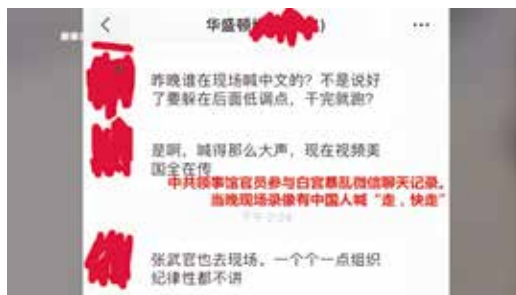 华盛顿
昨晚谁在现场喊中文的？不是说好
了要躲在后面低调点，干完就跑？
是啊，喊得那么大声，现在视频美
国全在传
中共领事馆官员参与白宫暴乱微信聊天记录。
当晚现场录像有中国人喊“走，快走”
张武官也去现场，一个个一点组织
纪律性都不讲